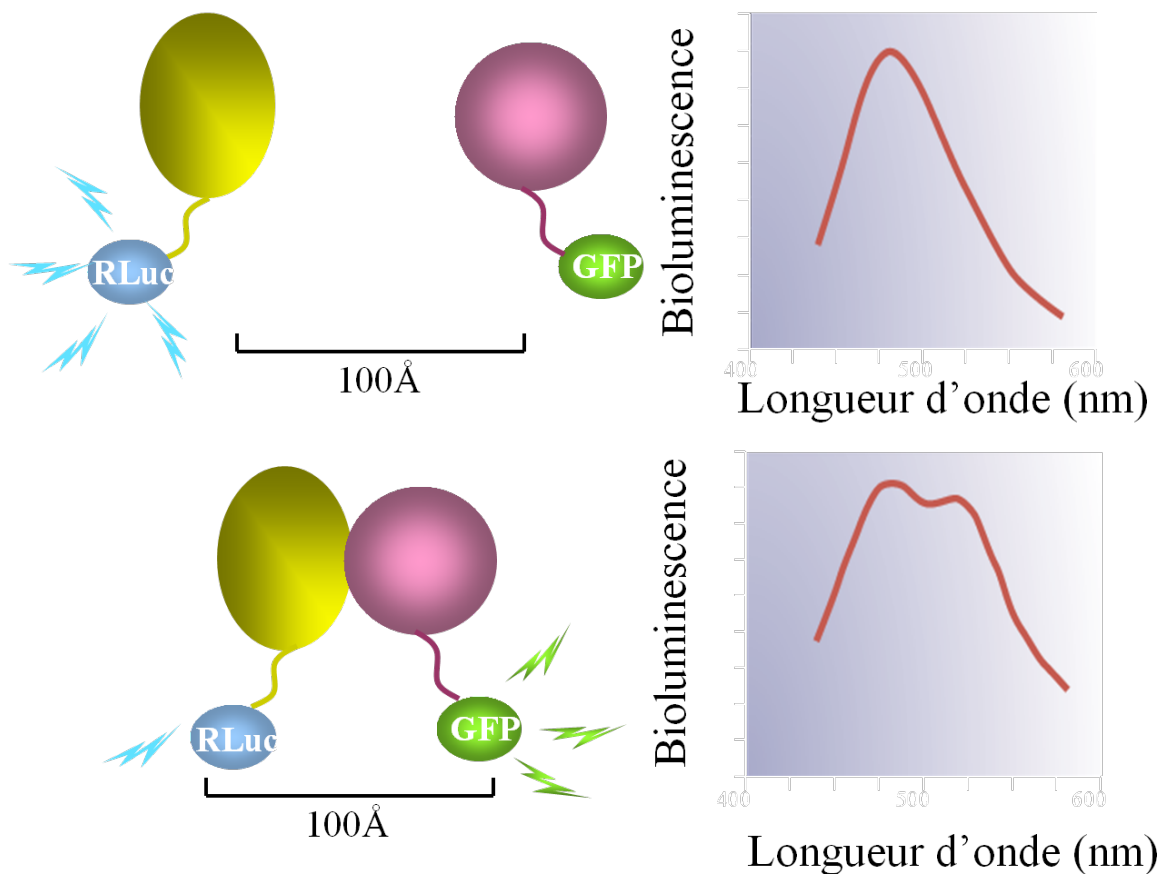 RLuc
GFP
100Å
Bioluminescence
400
500
600
Longueur d’onde (nm)
RLuc
GFP
100Å
Bioluminescence
400
500
600
Longueur d’onde (nm)